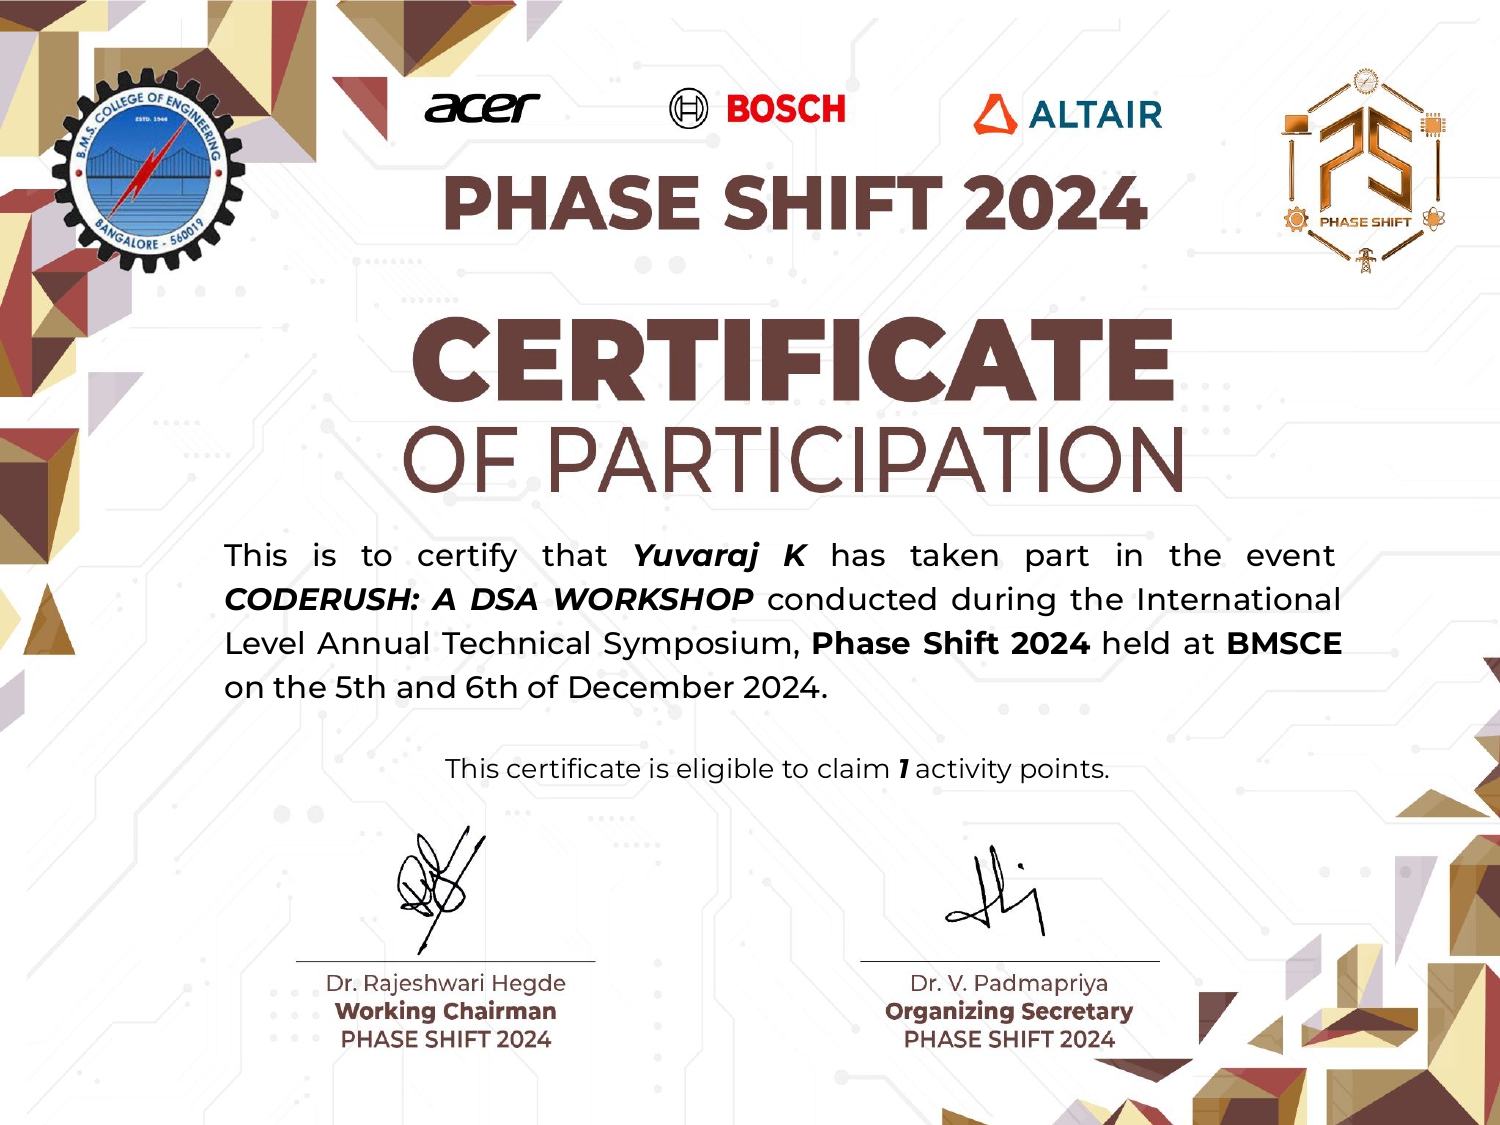 B.M.S. COLLEGE OF ENGINEERING
ESTD. 1946
BANGALORE - 560019
acer
BOSCH
ALTAIR
PS
PHASE SHIFT
PHASE SHIFT 2024
CERTIFICATE
OF PARTICIPATION
This is to certify that Yuvaraj K has taken part in the event
CODERUSH: A DSA WORKSHOP conducted during the International
Level Annual Technical Symposium, Phase Shift 2024 held at BMSCE
on the 5th and 6th of December 2024.
This certificate is eligible to claim 1 activity points.
Dr. Rajeshwari Hegde
Working Chairman
PHASE SHIFT 2024
Dr. V. Padmapriya
Organizing Secretary
PHASE SHIFT 2024